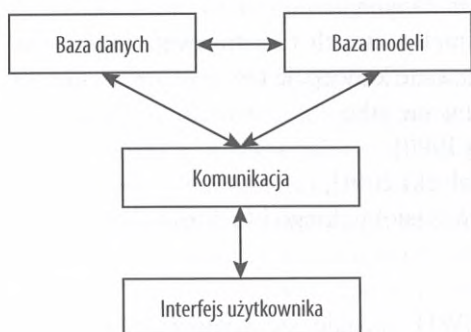 Baza danych
Baza modeli
Komunikacja
Interfejs użytkownika